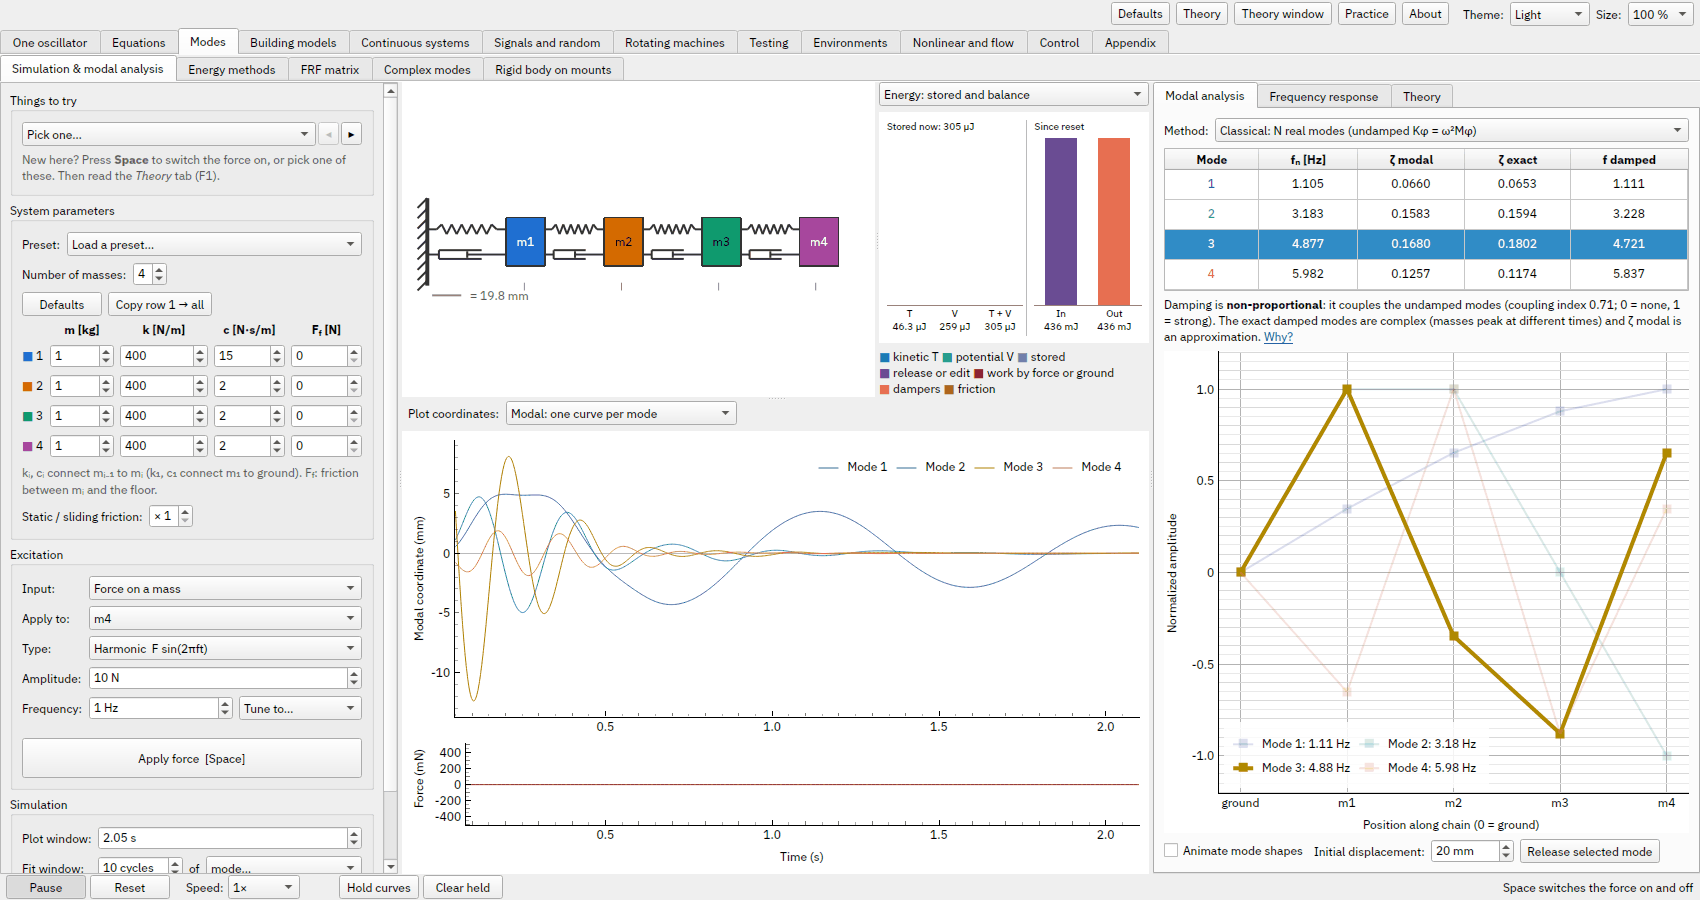 Defaults Theory Theory window Practice About Theme: Light Size: 100 %
One oscillator Equations Modes Building models Continuous systems Signals and random Rotating machines Testing Environments Nonlinear and flow Control Appendix
Simulation & modal analysis Energy methods FRF matrix Complex modes Rigid body on mounts
Things to try
Pick one...
New here? Press Space to switch the force on, or pick one of
these. Then read the Theory tab (F1).
System parameters
Preset: Load a preset...
Number of masses: 4
Defaults Copy row 1 → all
m [kg] k [N/m] c [N·s/m] Ff [N]
1 1 400 15 0
2 1 400 2 0
3 1 400 2 0
4 1 400 2 0
kᵢ, cᵢ connect mᵢ₋₁ to mᵢ (k₁, c₁ connect m₁ to ground). Ff: friction
between mᵢ and the floor.
Static / sliding friction: × 1
Excitation
Input: Force on a mass
Apply to: m4
Type: Harmonic F sin(2πft)
Amplitude: 10 N
Frequency: 1 Hz Tune to...
Apply force [Space]
Simulation
Plot window: 2.05 s
Fit window: 10 cycles of mode...
Pause Reset Speed: 1× Hold curves Clear held
m1 m2 m3 m4
= 19.8 mm
Energy: stored and balance
Stored now: 305 µJ Since reset
T V T + V In Out
46.3 µJ 259 µJ 305 µJ 436 mJ 436 mJ
kinetic T potential V stored
release or edit work by force or ground
dampers friction
Plot coordinates: Modal: one curve per mode
Mode 1 Mode 2 Mode 3 Mode 4
Modal coordinate (mm)
5
0
-5
-10
0.5 1.0 1.5 2.0
Force (mN)
400
200
0
-200
-400
0.5 1.0 1.5 2.0
Time (s)
Modal analysis Frequency response Theory
Method: Classical: N real modes (undamped Kφ = ω²Mφ)
Mode fₙ [Hz] ζ modal ζ exact f damped
1 1.105 0.0660 0.0653 1.111
2 3.183 0.1583 0.1594 3.228
3 4.877 0.1680 0.1802 4.721
4 5.982 0.1257 0.1174 5.837
Damping is non-proportional: it couples the undamped modes (coupling index 0.71; 0 = none, 1
= strong). The exact damped modes are complex (masses peak at different times) and ζ modal is
an approximation. Why?
Normalized amplitude
1.0
0.5
0
-0.5
-1.0
Mode 1: 1.11 Hz Mode 2: 3.18 Hz
Mode 3: 4.88 Hz Mode 4: 5.98 Hz
ground m1 m2 m3 m4
Position along chain (0 = ground)
Animate mode shapes Initial displacement: 20 mm Release selected mode
Space switches the force on and off